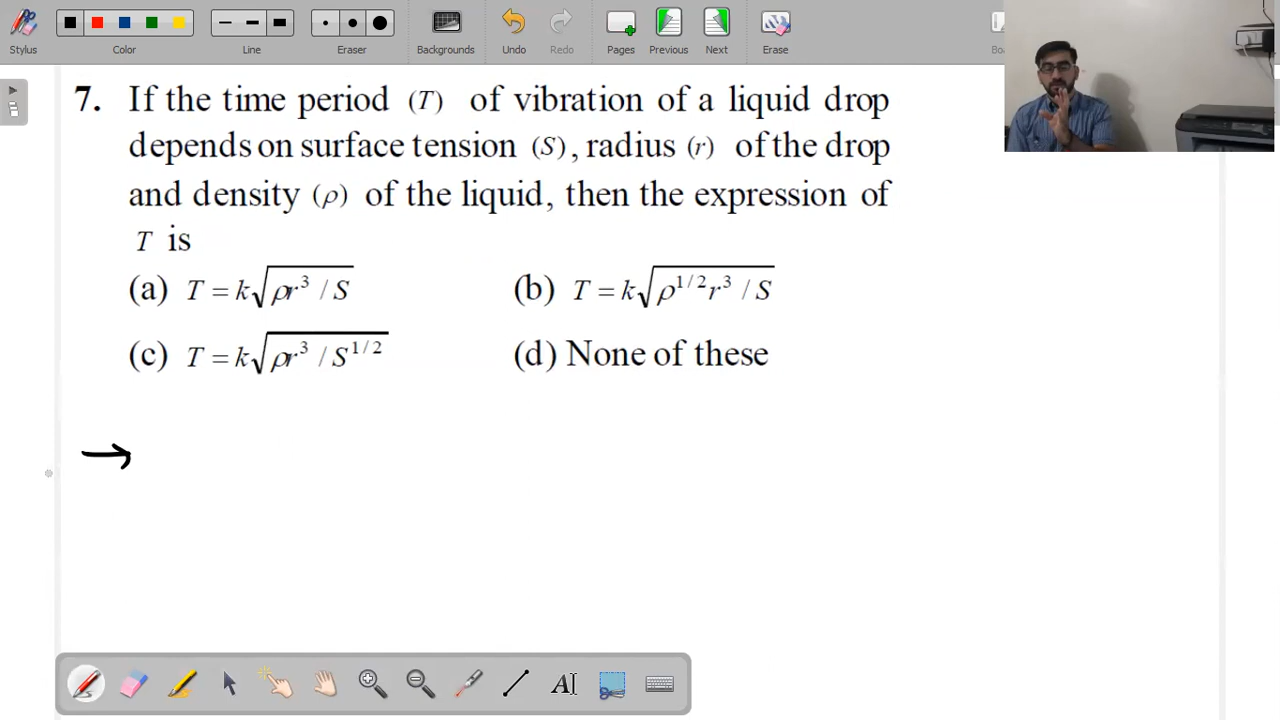 Stylus Color Line Eraser Backgrounds Undo Redo Pages Previous Next Erase
7. If the time period (T) of vibration of a liquid drop
depends on surface tension (S), radius (r) of the drop
and density (ρ) of the liquid, then the expression of
T is
(a) T = k√ρr³ / S (b) T = k√ρ^1/2 r³ / S
(c) T = k√ρr³ / S^1/2 (d) None of these